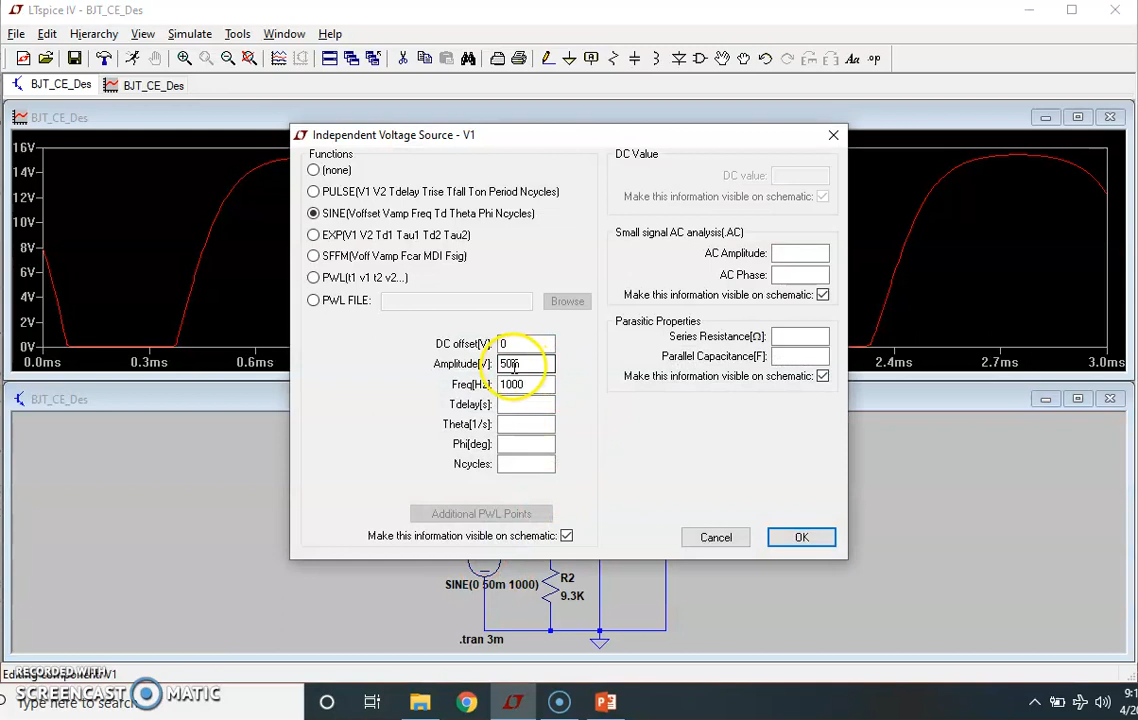 LTspice IV - BJT_CE_Des
File Edit Hierarchy View Simulate Tools Window Help
BJT_CE_Des BJT_CE_Des
BJT_CE_Des
16V
14V
12V
10V
8V
6V
4V
2V
0V
0.0ms 0.3ms 0.6ms 2.4ms 2.7ms 3.0ms
Independent Voltage Source - V1
Functions
(none)
PULSE(V1 V2 Tdelay Trise Tfall Ton Period Ncycles)
SINE(Voffset Vamp Freq Td Theta Phi Ncycles)
EXP(V1 V2 Td1 Tau1 Td2 Tau2)
SFFM(Voff Vamp Fcar MDI Fsig)
PWL(t1 v1 t2 v2...)
PWL FILE: Browse
DC offset[V]: 0
Amplitude[V]: 50m
Freq[Hz]: 1000
Tdelay[s]:
Theta[1/s]:
Phi[deg]:
Ncycles:
Additional PWL Points
Make this information visible on schematic:
DC Value
DC value:
Make this information visible on schematic:
Small signal AC analysis(.AC)
AC Amplitude:
AC Phase:
Make this information visible on schematic:
Parasitic Properties
Series Resistance[Ω]:
Parallel Capacitance[F]:
Make this information visible on schematic:
Cancel OK
BJT_CE_Des
SINE(0 50m 1000)
R2
9.3K
.tran 3m
RECORDED WITH
SCREENCAST MATIC
Type here to search